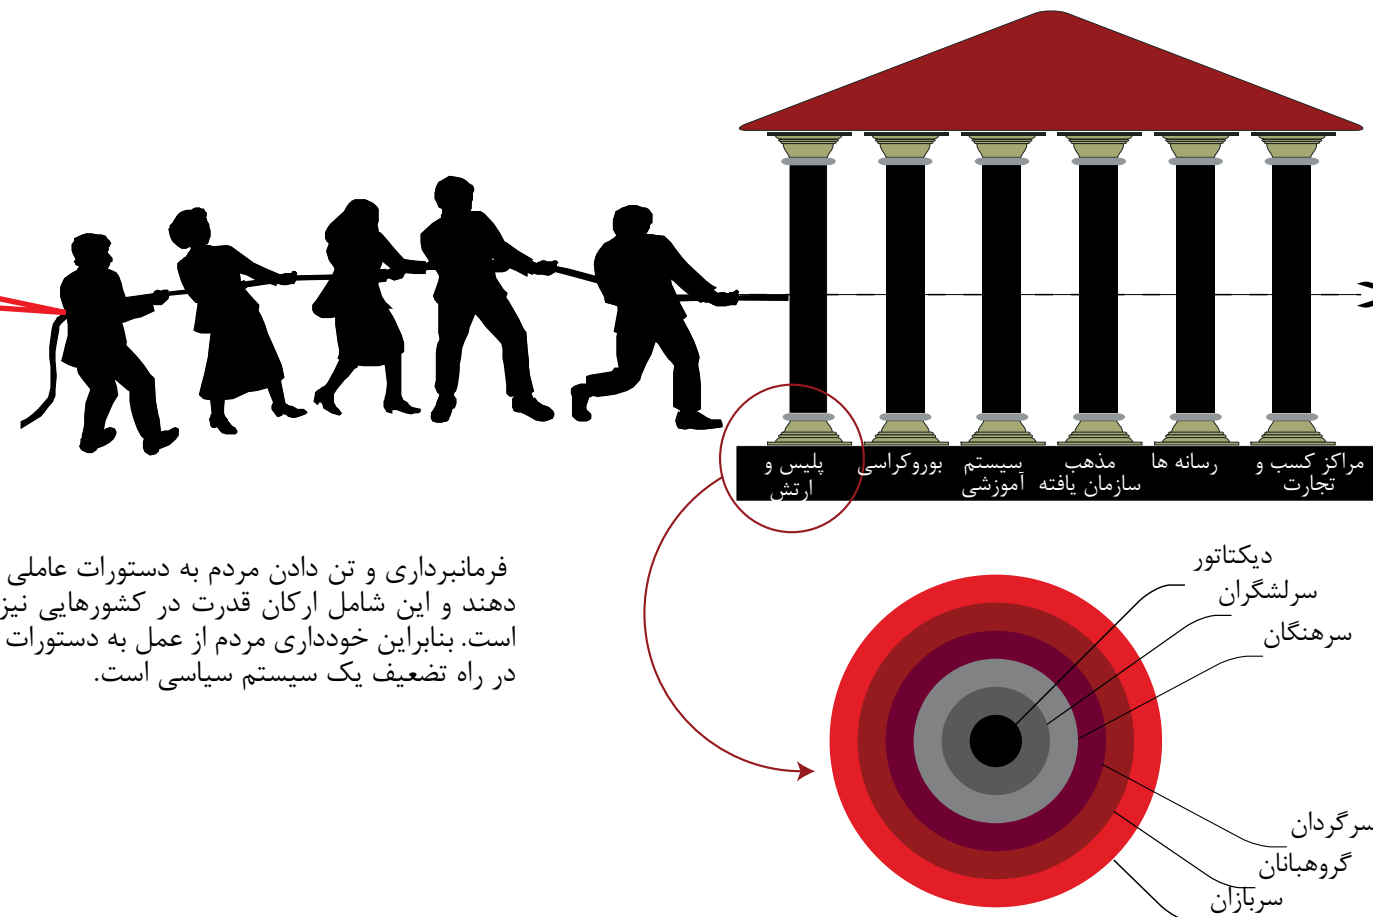 پلیس و
ارتش
بوروکراسی
سیستم
آموزشی
مذهب
سازمان یافته
رسانه ها
مراکز کسب و
تجارت
فرمانبرداری و تن دادن مردم به دستورات عاملی
دهند و این شامل ارکان قدرت در کشورهایی نیز
است. بنابراین خودداری مردم از عمل به دستورات
در راه تضعیف یک سیستم سیاسی است.
دیکتاتور
سرلشگران
سرهنگان
سرگردان
گروهبانان
سربازان